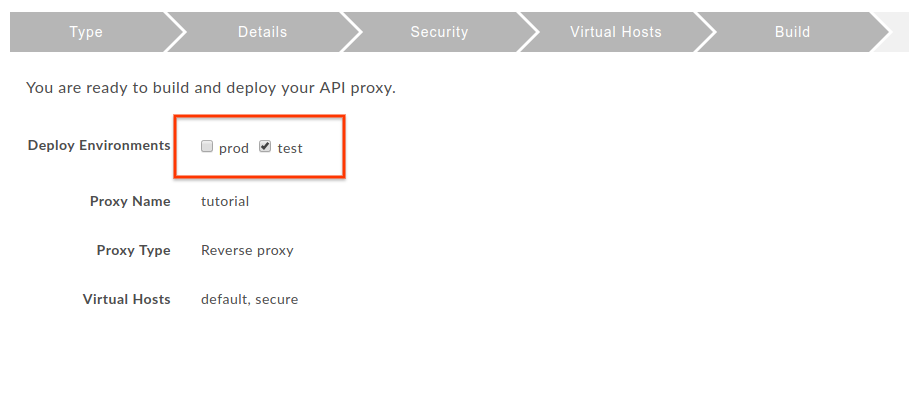 Type Details Security Virtual Hosts Build
You are ready to build and deploy your API proxy.
Deploy Environments prod test
Proxy Name tutorial
Proxy Type Reverse proxy
Virtual Hosts default, secure